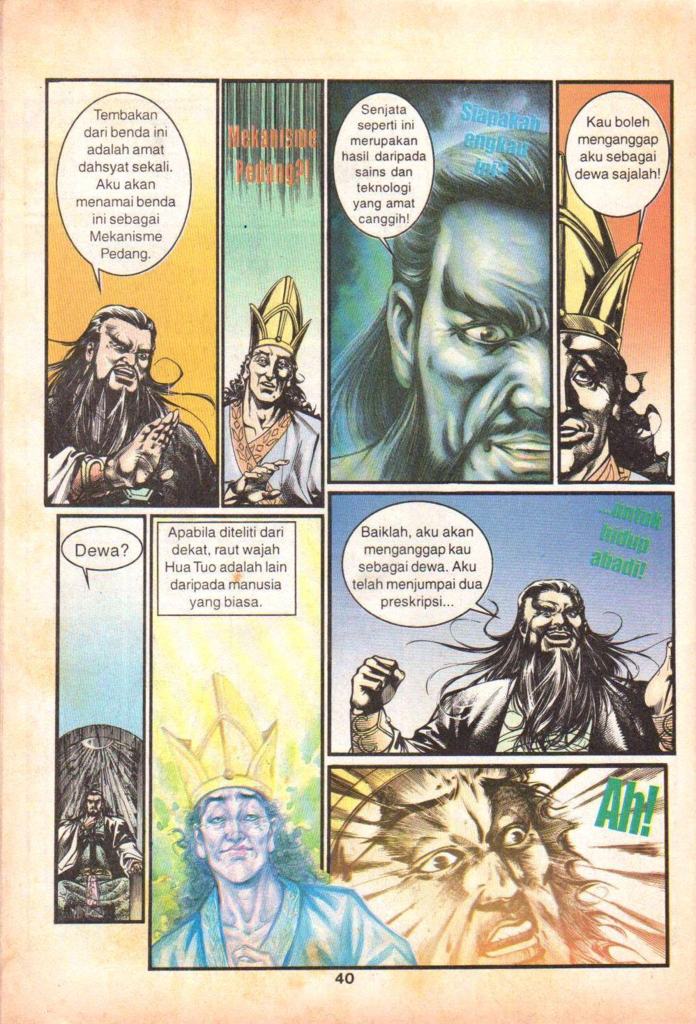 Tembakan
dari benda ini
adalah amat
dahsyat sekali.
Aku akan
menamai benda
ini sebagai
Mekanisme
Pedang.
Mekanisme
Pedang?!
Senjata
seperti ini
merupakan
hasil daripada
sains dan
teknologi
yang amat
canggih!
Siapakah
engkau
ini?
Kau boleh
menganggap
aku sebagai
dewa sajalah!
Dewa?
Apabila diteliti dari
dekat, raut wajah
Hua Tuo adalah lain
daripada manusia
yang biasa.
Baiklah, aku akan
menganggap kau
sebagai dewa. Aku
telah menjumpai dua
preskripsi...
...untuk
hidup
abadi!
Ah!
40